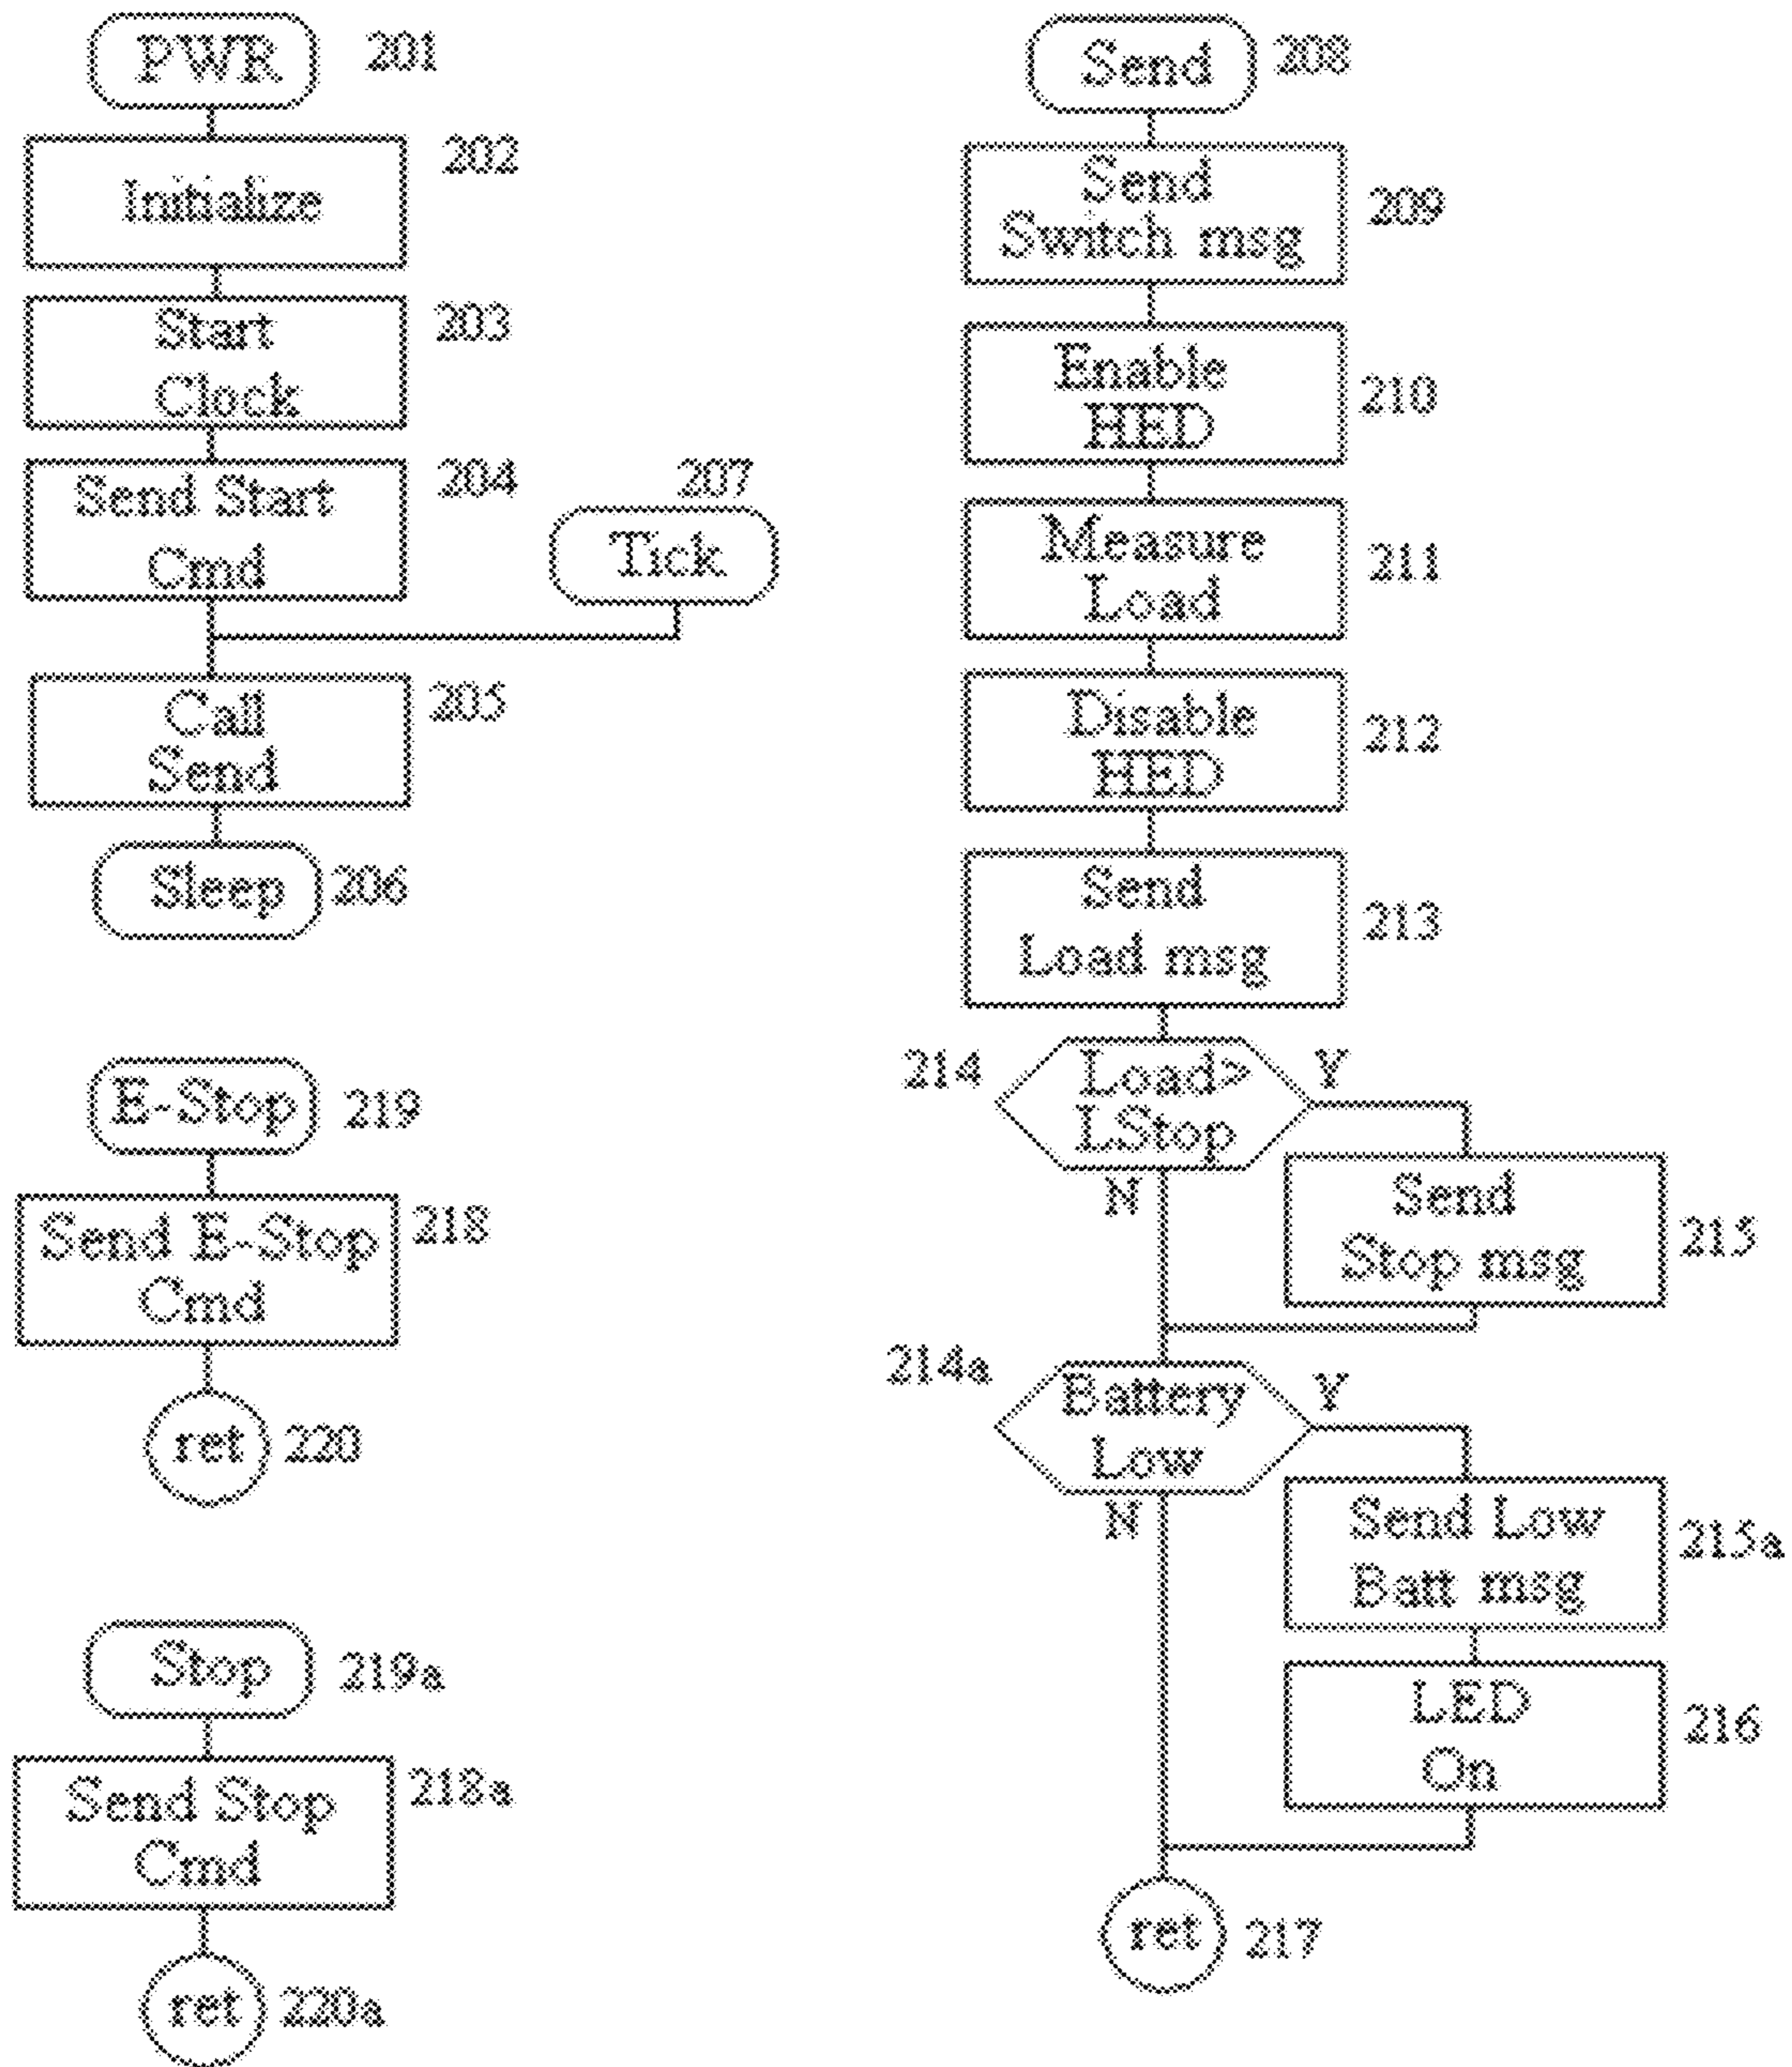 PWR 201
Initialize 202
Start
Clock 203
Send Start
Cmd 204
Tick 207
Call
Send 205
Sleep 206
E-Stop 219
Send E-Stop
Cmd 218
ret 220
Stop 219a
Send Stop
Cmd 218a
ret 220a
Send 208
Send
Switch msg 209
Enable
HED 210
Measure
Load 211
Disable
HED 212
Send
Load msg 213
214 Load> Y
LStop
N
Send
Stop msg 215
214a Battery Y
Low
N
Send Low
Batt msg 215a
LED
On 216
ret 217